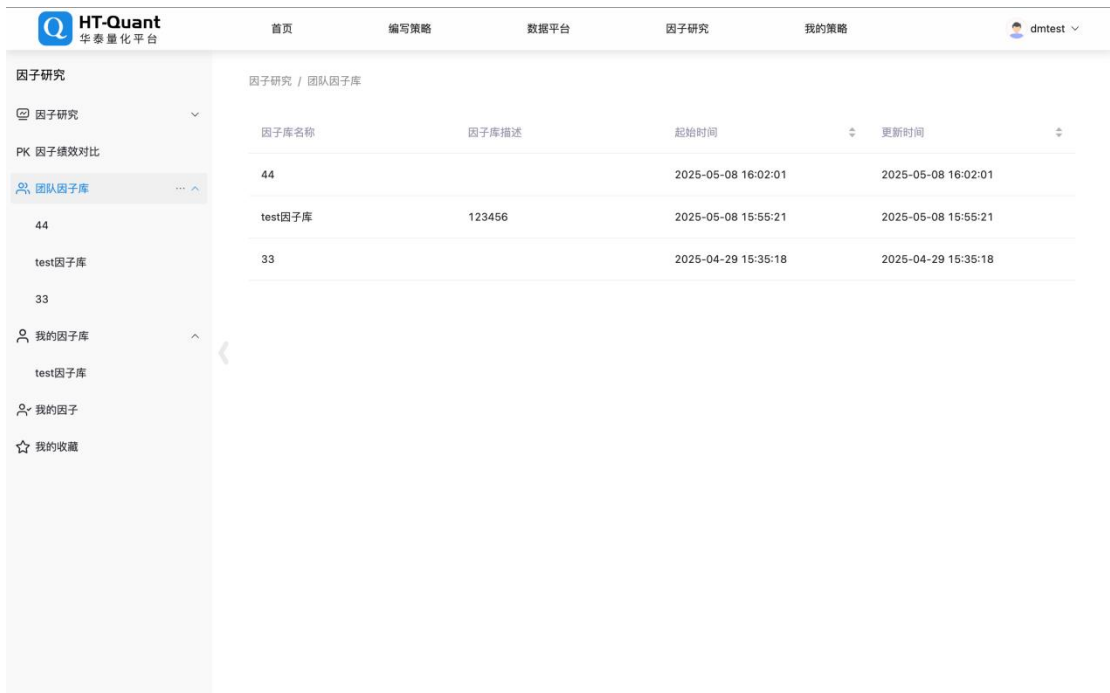 HT-Quant
华泰量化平台
首页 编写策略 数据平台 因子研究 我的策略 dmtest
因子研究
因子研究
PK 因子绩效对比
团队因子库 ...
44
test因子库
33
我的因子库
test因子库
我的因子
我的收藏
因子研究 / 团队因子库
因子库名称 因子库描述 起始时间 更新时间
44 2025-05-08 16:02:01 2025-05-08 16:02:01
test因子库 123456 2025-05-08 15:55:21 2025-05-08 15:55:21
33 2025-04-29 15:35:18 2025-04-29 15:35:18